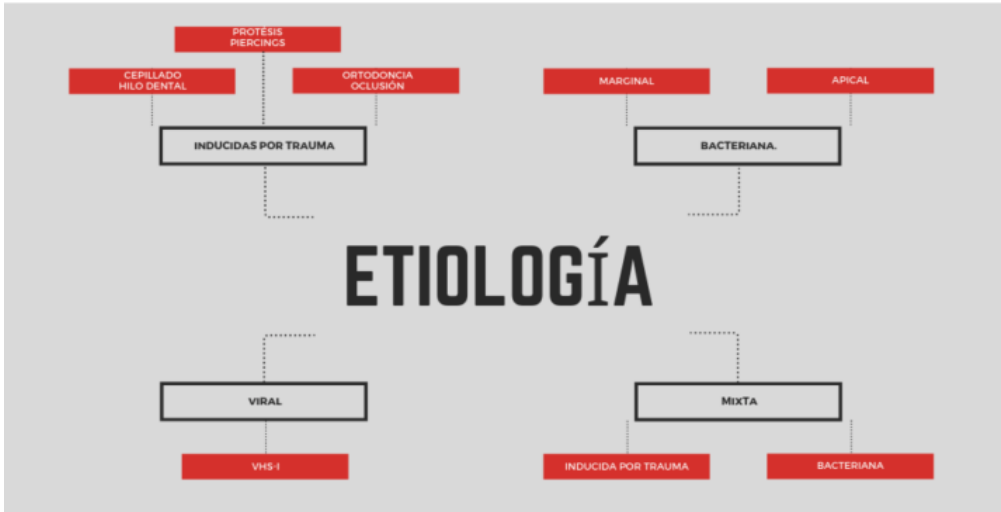 PROTÉSIS
PIERCINGS
CEPILLADO
HILO DENTAL
ORTODONCIA
OCLUSIÓN
INDUCIDAS POR TRAUMA
MARGINAL
APICAL
BACTERIANA.
ETIOLOGÍA
VIRAL
VHS-I
MIXTA
INDUCIDA POR TRAUMA
BACTERIANA